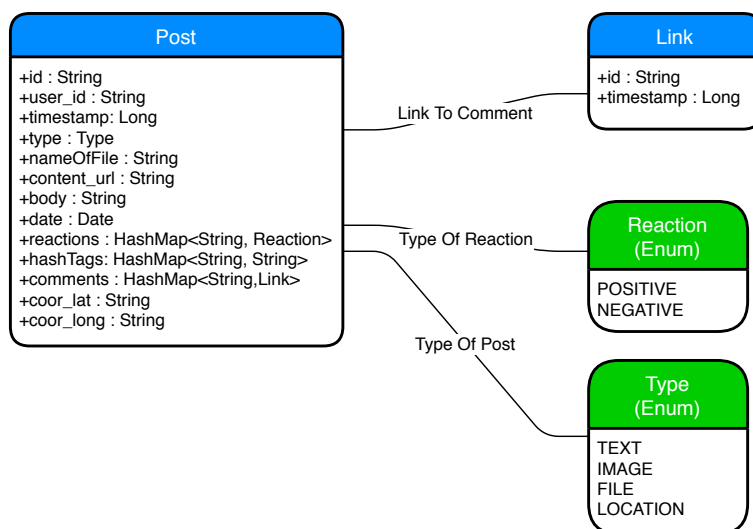 Post
+id : String
+user_id : String
+timestamp: Long
+type : Type
+nameOfFile : String
+content_url : String
+body : String
+date : Date
+reactions : HashMap<String, Reaction>
+hashTags: HashMap<String, String>
+comments : HashMap<String,Link>
+coor_lat : String
+coor_long : String
Link To Comment
Type Of Reaction
Type Of Post
Link
+id : String
+timestamp : Long
Reaction
(Enum)
POSITIVE
NEGATIVE
Type
(Enum)
TEXT
IMAGE
FILE
LOCATION